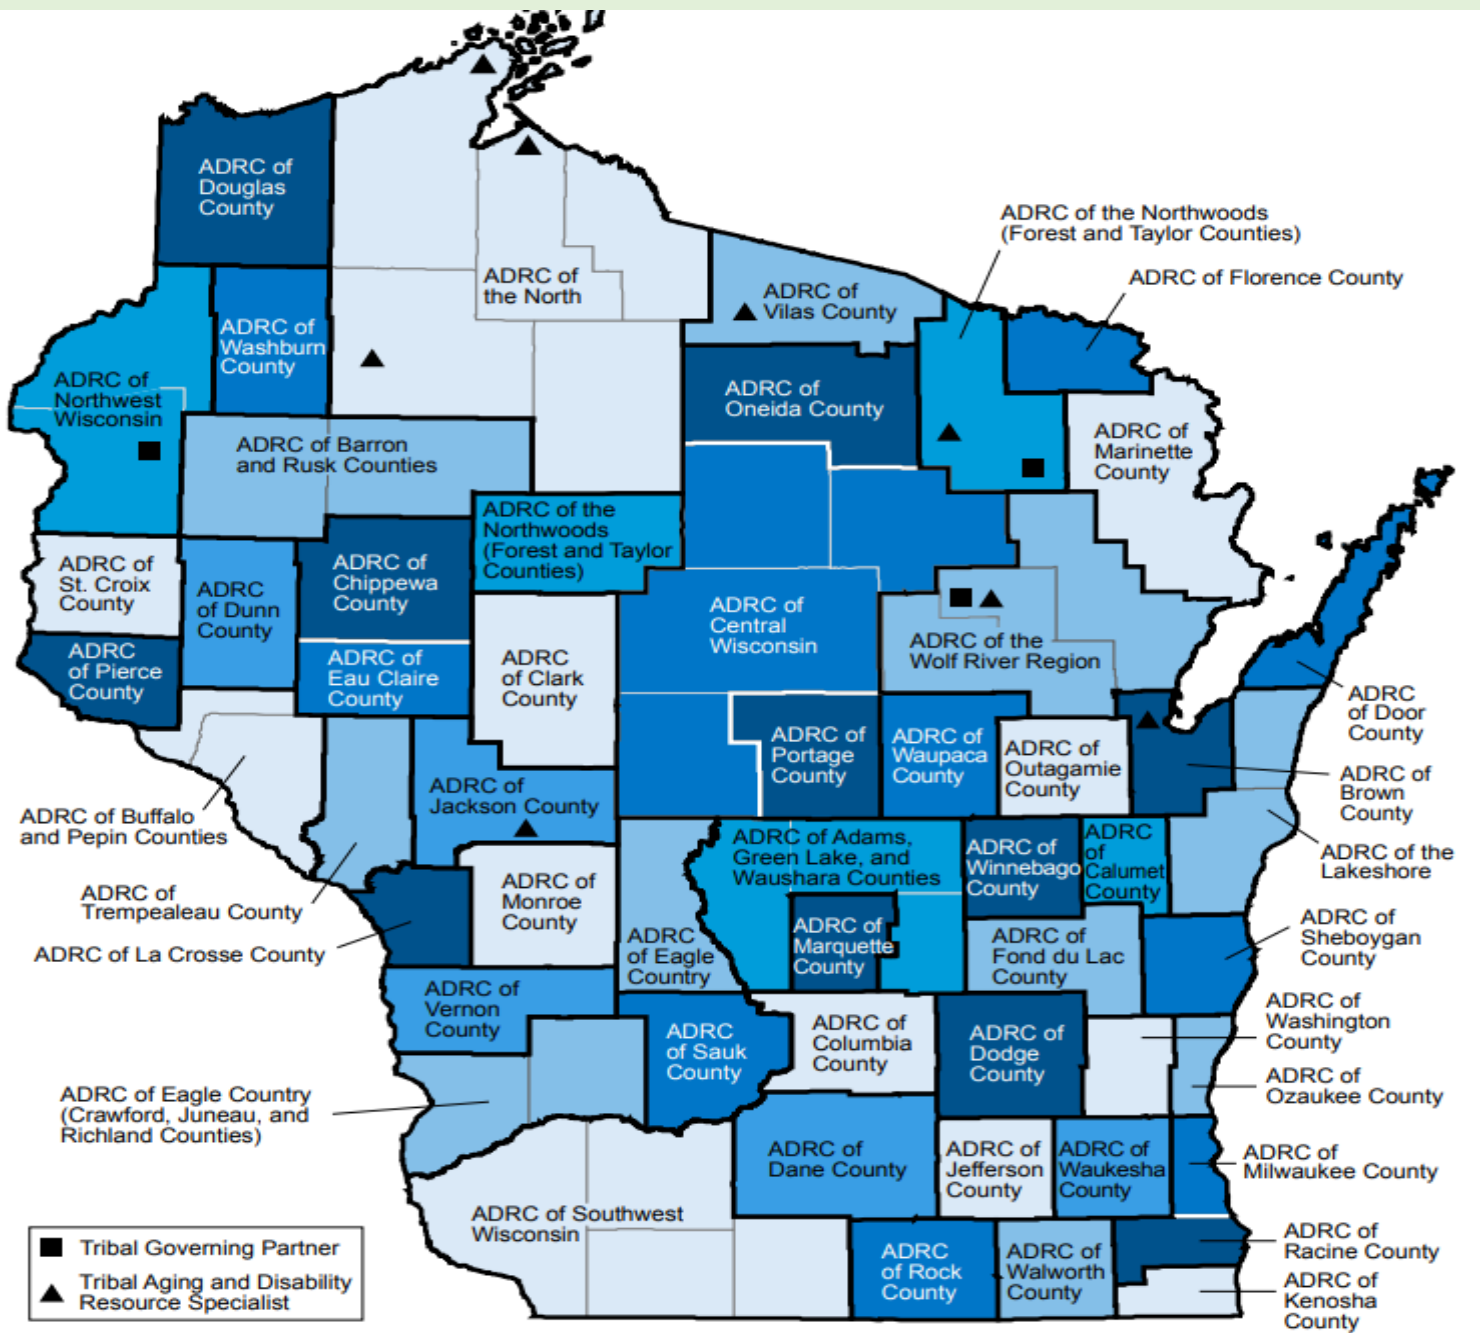 ADRC of
Douglas
County
ADRC of
the North
ADRC of the Northwoods
(Forest and Taylor Counties)
ADRC of Florence County
ADRC of
Vilas County
ADRC of
Washburn
County
ADRC of
Northwest
Wisconsin
ADRC of
Oneida County
ADRC of
Marinette
County
ADRC of Barron
and Rusk Counties
ADRC of the
Northwoods
(Forest and Taylor
Counties)
ADRC of
St. Croix
County
ADRC
of Dunn
County
ADRC of
Chippewa
County
ADRC of
Central
Wisconsin
ADRC of the
Wolf River Region
ADRC
of Pierce
County
ADRC of
Eau Claire
County
ADRC
of Clark
County
ADRC
of Door
County
ADRC of
Portage
County
ADRC of
Waupaca
County
ADRC of
Outagamie
County
ADRC of
Brown
County
ADRC of
Jackson County
ADRC of Buffalo
and Pepin Counties
ADRC of Adams,
Green Lake, and
Waushara Counties
ADRC of
Winnebago
County
ADRC
of
Calumet
County
ADRC of the
Lakeshore
ADRC of
Trempealeau County
ADRC of
Monroe
County
ADRC of La Crosse County
ADRC
of Eagle
Country
ADRC of
Marquette
County
ADRC of
Fond du Lac
County
ADRC of
Sheboygan
County
ADRC of
Vernon
County
ADRC
of Sauk
County
ADRC of
Columbia
County
ADRC of
Dodge
County
ADRC of
Washington
County
ADRC of
Ozaukee County
ADRC of Eagle Country
(Crawford, Juneau, and
Richland Counties)
ADRC of
Dane County
ADRC of
Jefferson
County
ADRC of
Waukesha
County
ADRC of
Milwaukee County
ADRC of Southwest
Wisconsin
ADRC
of Rock
County
ADRC of
Walworth
County
ADRC of
Racine County
ADRC of
Kenosha
County
Tribal Governing Partner
Tribal Aging and Disability
Resource Specialist